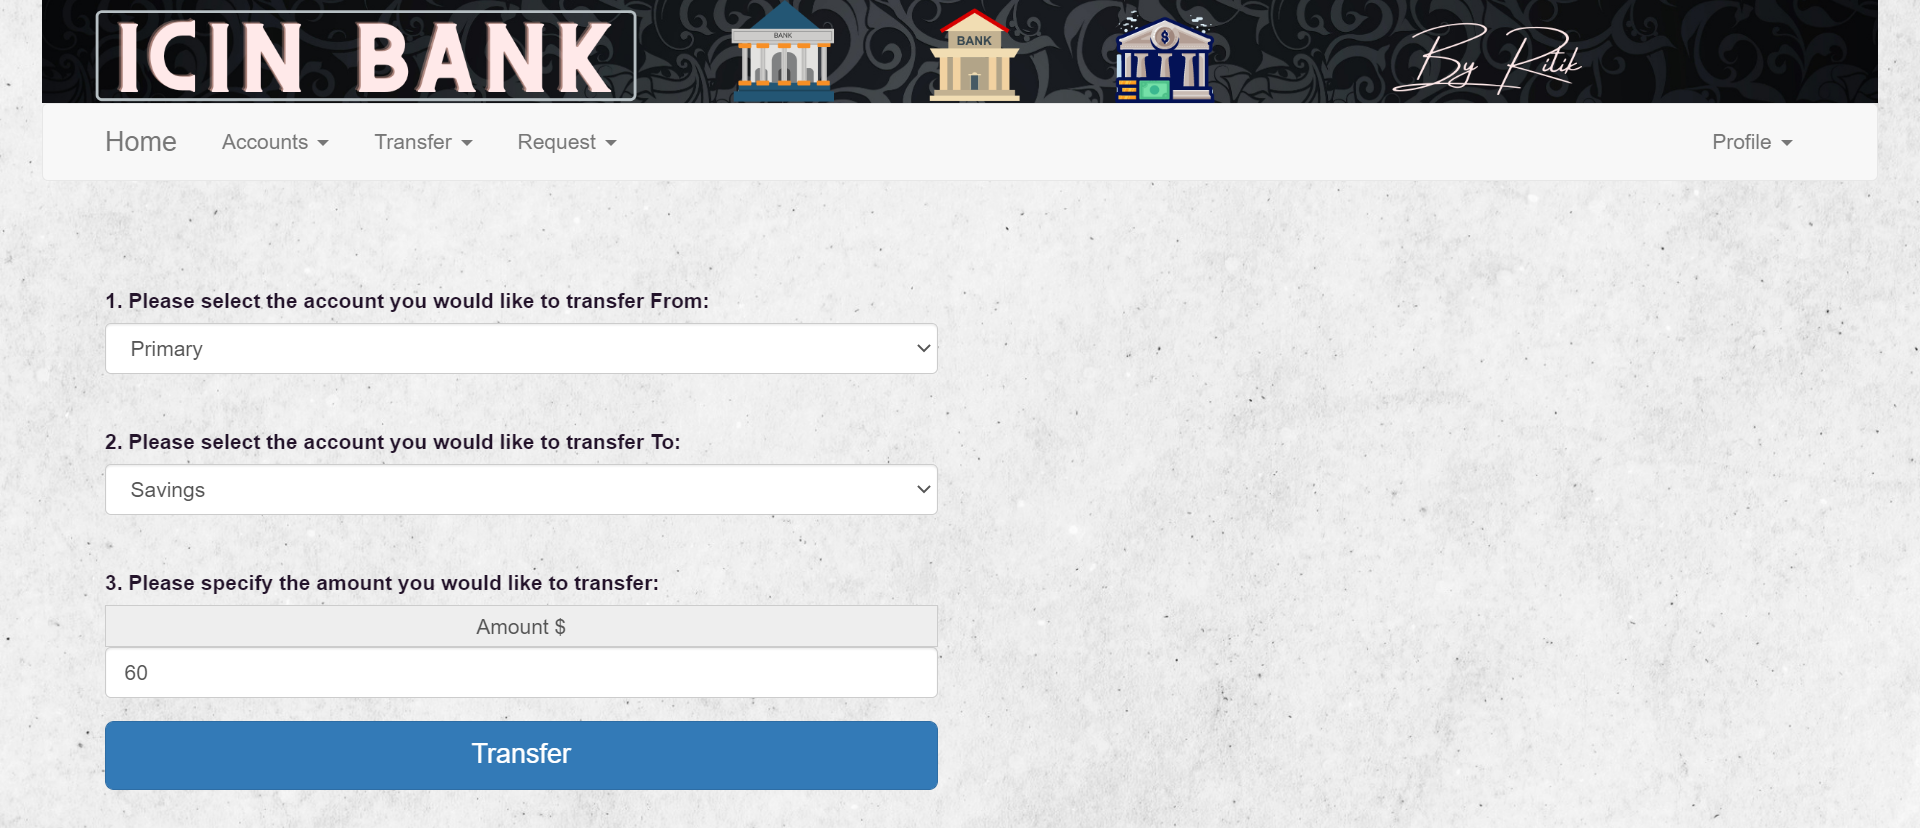 ICIN BANK
BANK
BANK
By Ritik
Home
Accounts
Transfer
Request
Profile
1. Please select the account you would like to transfer From:
Primary
2. Please select the account you would like to transfer To:
Savings
3. Please specify the amount you would like to transfer:
Amount $
60
Transfer